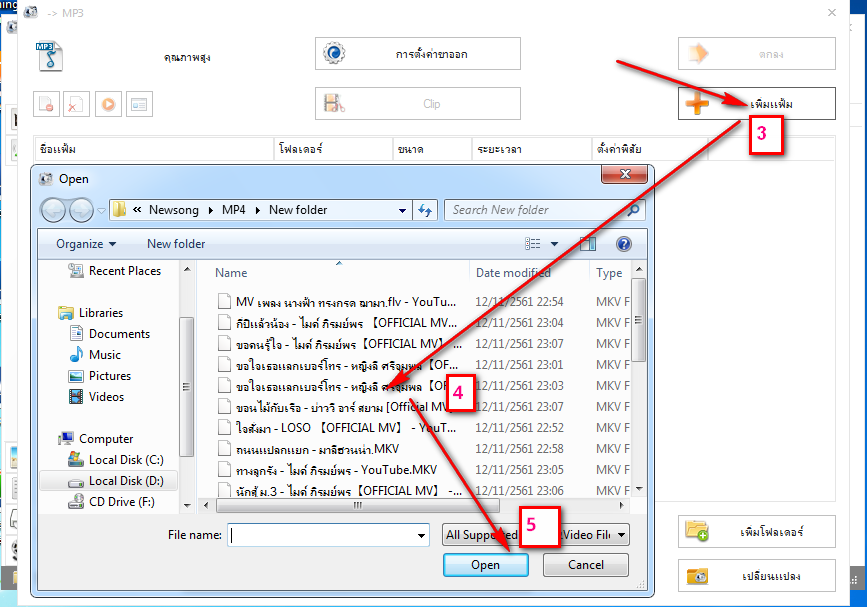 -> MP3
MP3
คุณภาพสูง
การตั้งค่าขาออก
ตกลง
Clip
เพิ่มแฟ้ม
3
ชื่อแฟ้ม
โฟลเดอร์
ขนาด
ระยะเวลา
ตั้งค่าพิสัย
Open
« Newsong MP4 New folder
Search New folder
Organize
New folder
Recent Places
Libraries
Documents
Music
Pictures
Videos
Computer
Local Disk (C:)
Local Disk (D:)
CD Drive (F:)
Name Date modified Type
MV เพลง นางฟ้า ทรงกรด ฌามา.flv - YouTu... 12/11/2561 22:54 MKV F
กี่ปีแล้วน้อง - ไมค์ ภิรมย์พร 【OFFICIAL MV... 12/11/2561 23:04 MKV F
ขอคนรู้ใจ - ไมค์ ภิรมย์พร 【OFFICIAL MV】 ... 12/11/2561 23:07 MKV F
ขอใจเธอแลกเบอร์โทร - หญิงลี ศรีจุมพล 【OF... 12/11/2561 23:01 MKV F
ขอใจเธอแลกเบอร์โทร - หญิงลี ศรีจุมพล 【OF 12/11/2561 23:03 MKV F
4
ขอนไม้กับเรือ - บ่าววี อาร์ สยาม [Official MV 12/11/2561 23:07 MKV F
ใจสั่งมา - LOSO 【OFFICIAL MV】 - YouT... 12/11/2561 22:52 MKV F
ถนนแปลกแยก - มาลีฮวนน่า.MKV 12/11/2561 22:58 MKV F
ทางลูกรัง - ไมค์ ภิรมย์พร - YouTube.MKV 12/11/2561 23:05 MKV F
นักสู้ ม.3 - ไมค์ ภิรมย์พร【OFFICIAL MV】 -... 12/11/2561 23:06 MKV F
File name:
All Supported Video File
5
Open
Cancel
เพิ่มโฟลเดอร์
เปลี่ยนแปลง